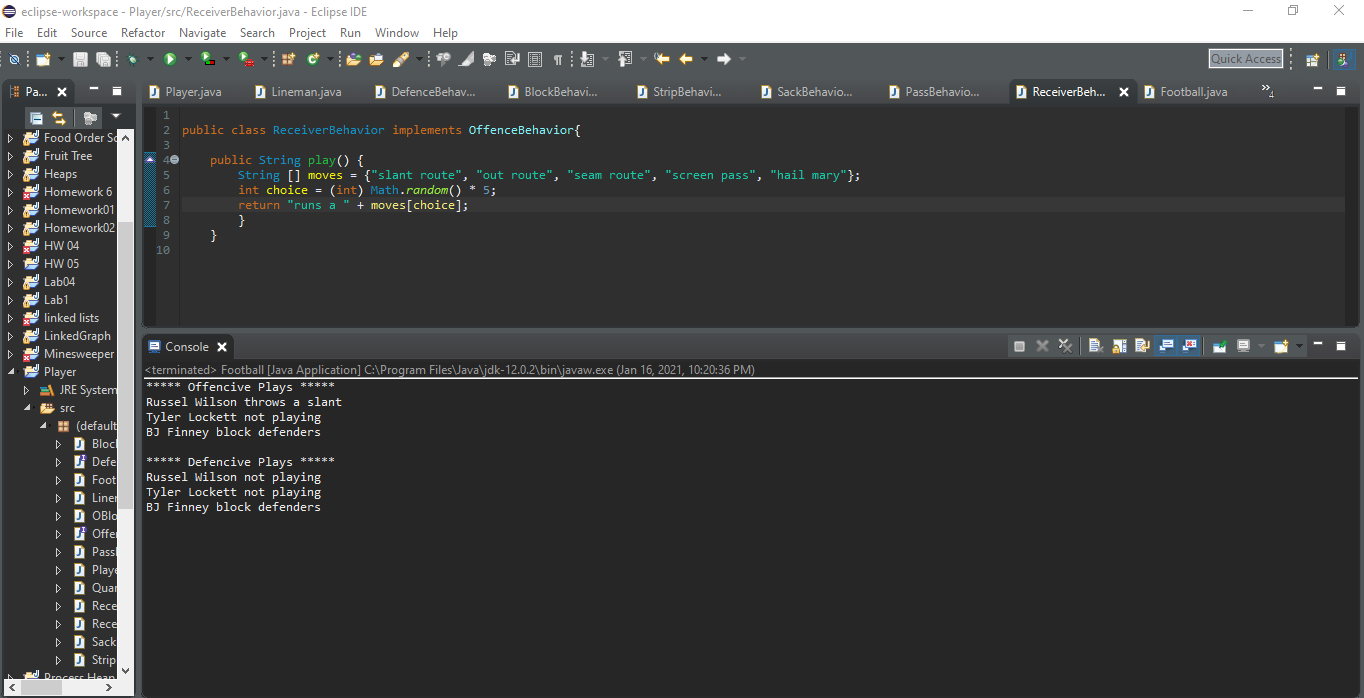 eclipse-workspace - Player/src/ReceiverBehavior.java - Eclipse IDE
File Edit Source Refactor Navigate Search Project Run Window Help
Quick Access
Pa... Player.java Lineman.java DefenceBehav... BlockBehavi... StripBehavi... SackBehavio... PassBehavio... ReceiverBeh... Football.java »4
Food Order Sc
Fruit Tree
Heaps
Homework 6
Homework01
Homework02
HW 04
HW 05
Lab04
Lab1
linked lists
LinkedGraph
Minesweeper
Player
JRE System
src
(default
Block
Defe
Foot
Liner
OBlo
Offer
Passl
Playe
Quar
Rece
Rece
Sack
Strip
Process Heap
1
2 public class ReceiverBehavior implements OffenceBehavior{
3
4 public String play() {
5 String [] moves = {"slant route", "out route", "seam route", "screen pass", "hail mary"};
6 int choice = (int) Math.random() * 5;
7 return "runs a " + moves[choice];
8 }
9 }
10
Console
<terminated> Football [Java Application] C:\Program Files\Java\jdk-12.0.2\bin\javaw.exe (Jan 16, 2021, 10:20:36 PM)
***** Offencive Plays *****
Russel Wilson throws a slant
Tyler Lockett not playing
BJ Finney block defenders
***** Defencive Plays *****
Russel Wilson not playing
Tyler Lockett not playing
BJ Finney block defenders